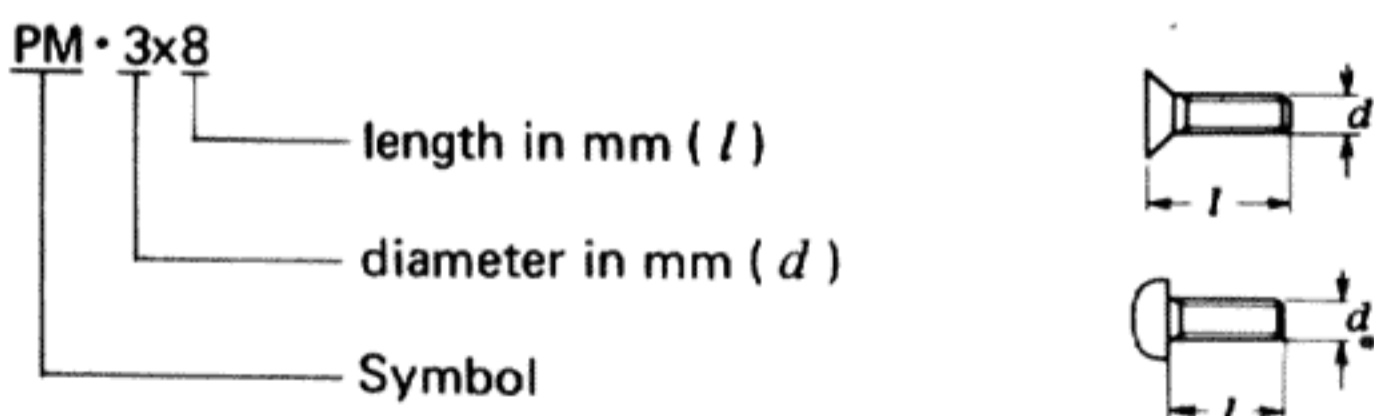 PM・3x8
length in mm ( l )
diameter in mm ( d )
Symbol
d
l
d
l